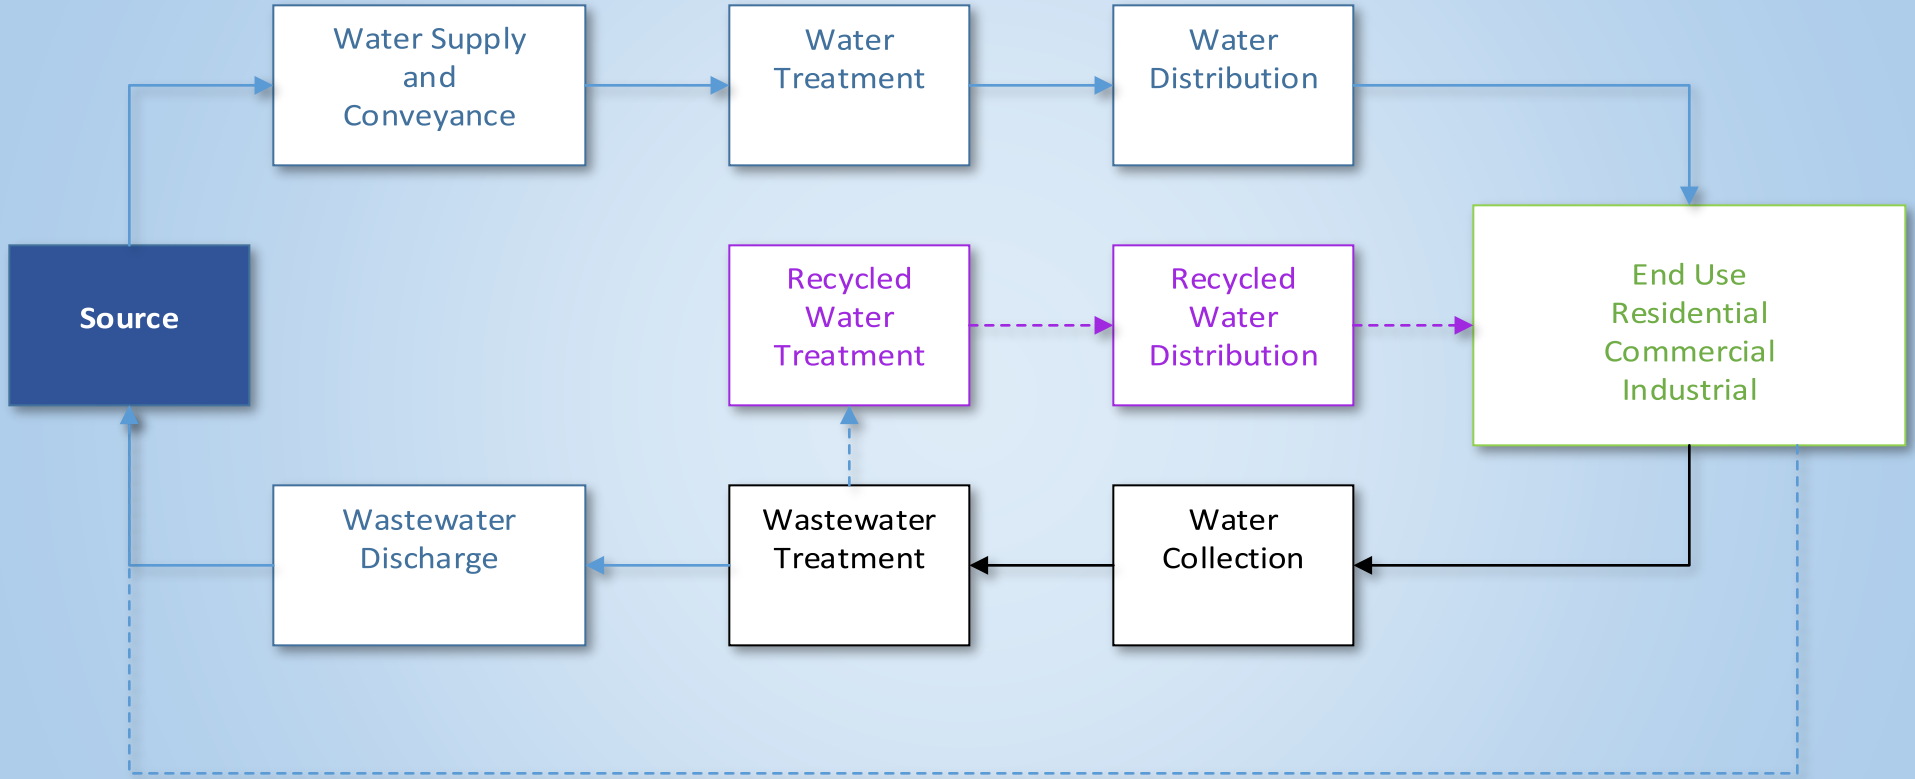 Water Supply
and
Conveyance
Water
Treatment
Water
Distribution
Source
Recycled
Water
Treatment
Recycled
Water
Distribution
End Use
Residential
Commercial
Industrial
Wastewater
Discharge
Wastewater
Treatment
Water
Collection